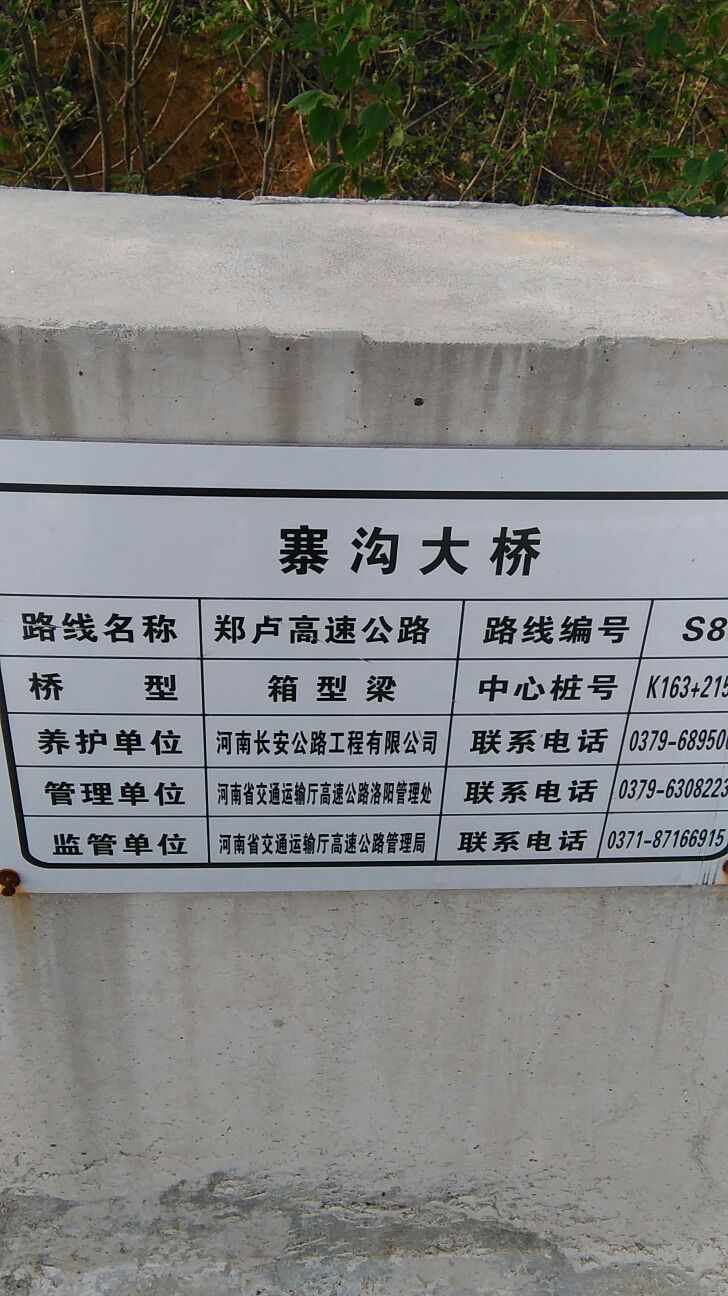 寨沟大桥
路线名称 郑卢高速公路 路线编号 S8
桥型 箱型梁 中心桩号 K163+215
养护单位 河南长安公路工程有限公司 联系电话 0379-68950
管理单位 河南省交通运输厅高速公路洛阳管理处 联系电话 0379-6308223
监管单位 河南省交通运输厅高速公路管理局 联系电话 0371-87166915